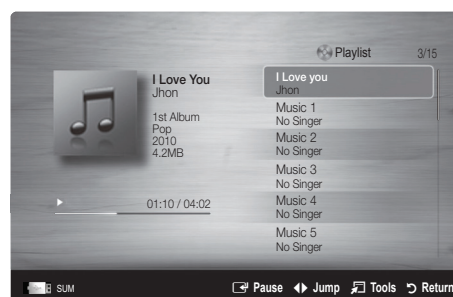 Playlist 3/15
I Love You
Jhon
1st Album
Pop
2010
4.2MB
01:10 / 04:02
I Love you
Jhon
Music 1
No Singer
Music 2
No Singer
Music 3
No Singer
Music 4
No Singer
Music 5
No Singer
SUM Pause Jump Tools Return